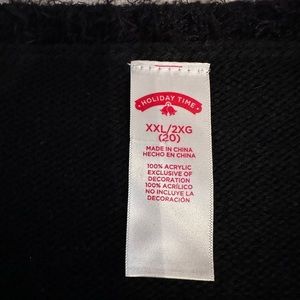 HOLIDAY TIME
XXL/2XG
(20)
MADE IN CHINA
HECHO EN CHINA
100% ACRYLIC
EXCLUSIVE OF
DECORATION
100% ACRÍLICO
NO INCLUYE LA
DECORACIÓN